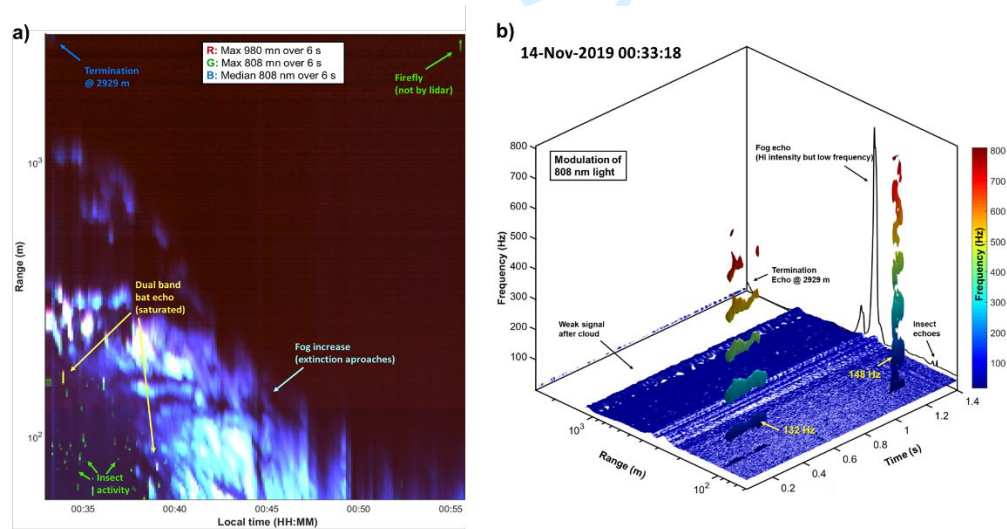 a)
R: Max 980 mn over 6 s
G: Max 808 mn over 6 s
B: Median 808 nm over 6 s
Termination
@ 2929 m
Firefly
(not by lidar)
Dual band
bat echo
(saturated)
Fog increase
(extinction aproaches)
Insect
activity
Range (m)
10³
10²
00:35
00:40
00:45
00:50
00:55
Local time (HH:MM)
b)
14-Nov-2019 00:33:18
Modulation of
808 nm light
Fog echo
(Hi intensity but low frequency)
Termination
Echo @ 2929 m
Weak signal
after cloud
Insect
echoes
148 Hz
132 Hz
Frequency (Hz)
800
700
600
500
400
300
200
100
Range (m)
10³
10²
Time (s)
0.2
0.4
0.6
0.8
1
1.2
1.4
Frequency (Hz)
800
700
600
500
400
300
200
100